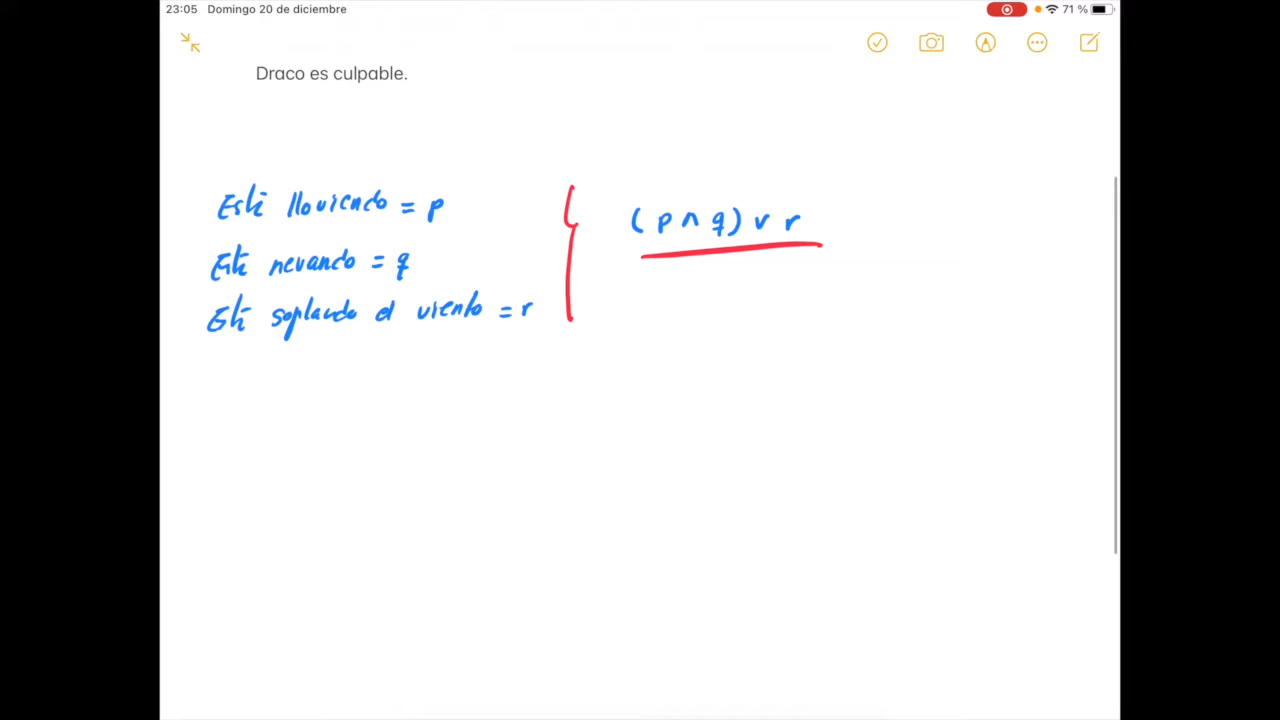 23:05 Domingo 20 de diciembre 71 %
Draco es culpable.
Está lloviendo = p
Está nevando = q
Está soplando el viento = r
(p ∧ q) ∨ r